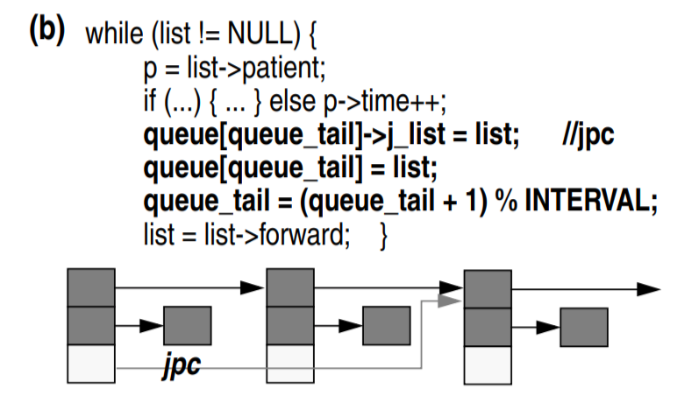 (b) while (list != NULL) {
p = list->patient;
if (...) { ... } else p->time++;
queue[queue_tail]->j_list = list; //jpc
queue[queue_tail] = list;
queue_tail = (queue_tail + 1) % INTERVAL;
list = list->forward; }
jpc